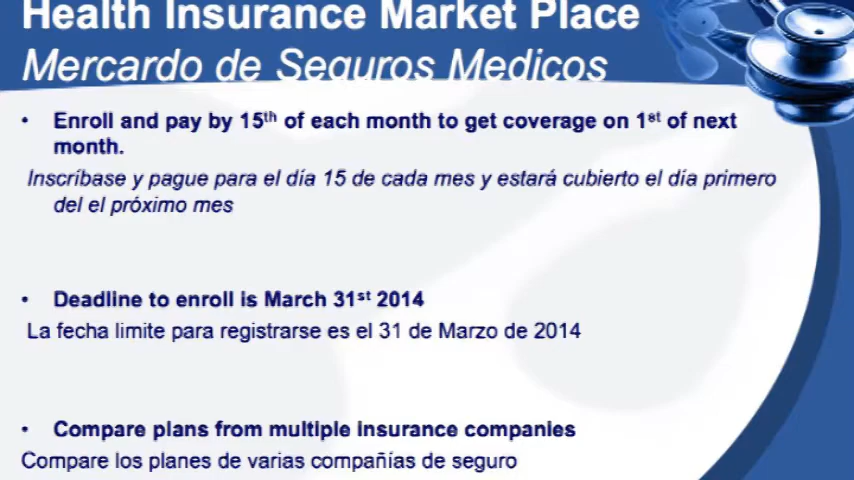 Health Insurance Market Place
Mercardo de Seguros Medicos
• Enroll and pay by 15th of each month to get coverage on 1st of next
month.
Inscríbase y pague para el día 15 de cada mes y estará cubierto el día primero
del el próximo mes
• Deadline to enroll is March 31st 2014
La fecha limite para registrarse es el 31 de Marzo de 2014
• Compare plans from multiple insurance companies
Compare los planes de varias compañías de seguro